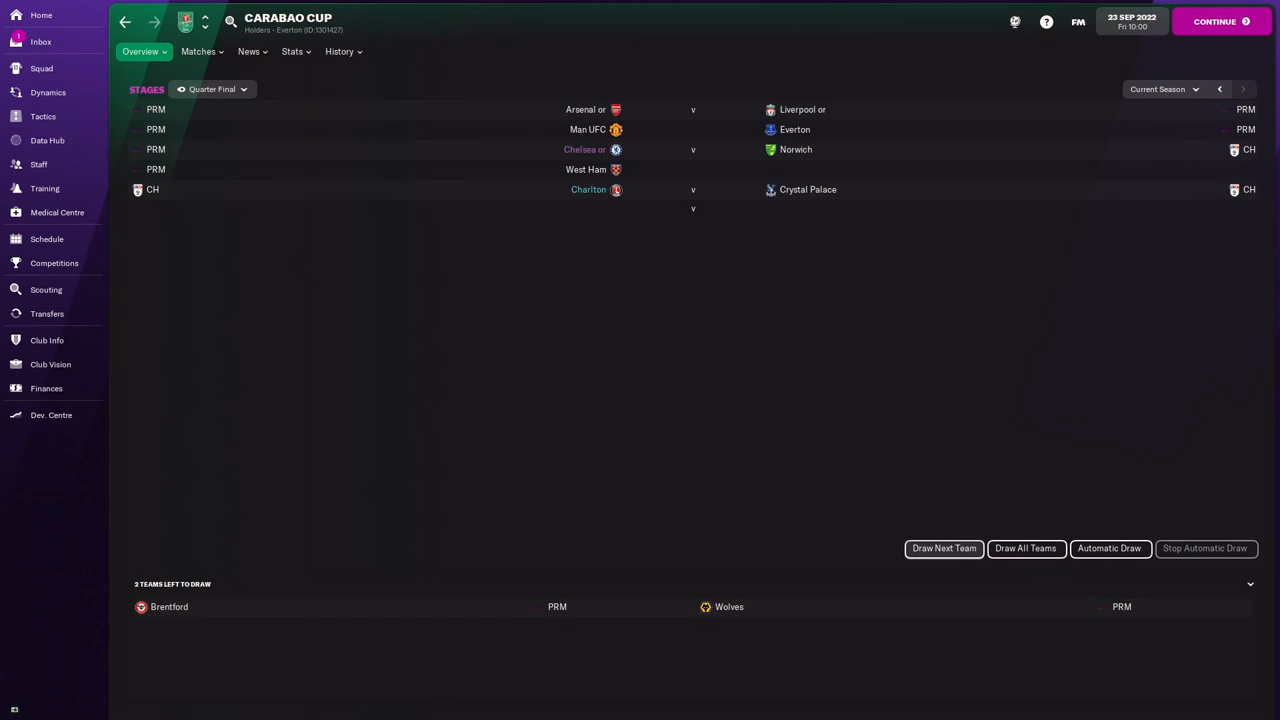 Home
CARABAO CUP
Holders - Everton (ID:1301427)
FM
23 SEP 2022
Fri 10:00
CONTINUE
1
Inbox
Overview
Matches
News
Stats
History
Squad
Dynamics
Tactics
Data Hub
Staff
Training
Medical Centre
Schedule
Competitions
Scouting
Transfers
Club Info
Club Vision
Finances
Dev. Centre
STAGES
Quarter Final
Current Season
PRM Arsenal or v Liverpool or PRM
PRM Man UFC Everton PRM
PRM Chelsea or v Norwich CH
PRM West Ham
CH Charlton v Crystal Palace CH
v
Draw Next Team
Draw All Teams
Automatic Draw
Stop Automatic Draw
2 TEAMS LEFT TO DRAW
Brentford PRM Wolves PRM